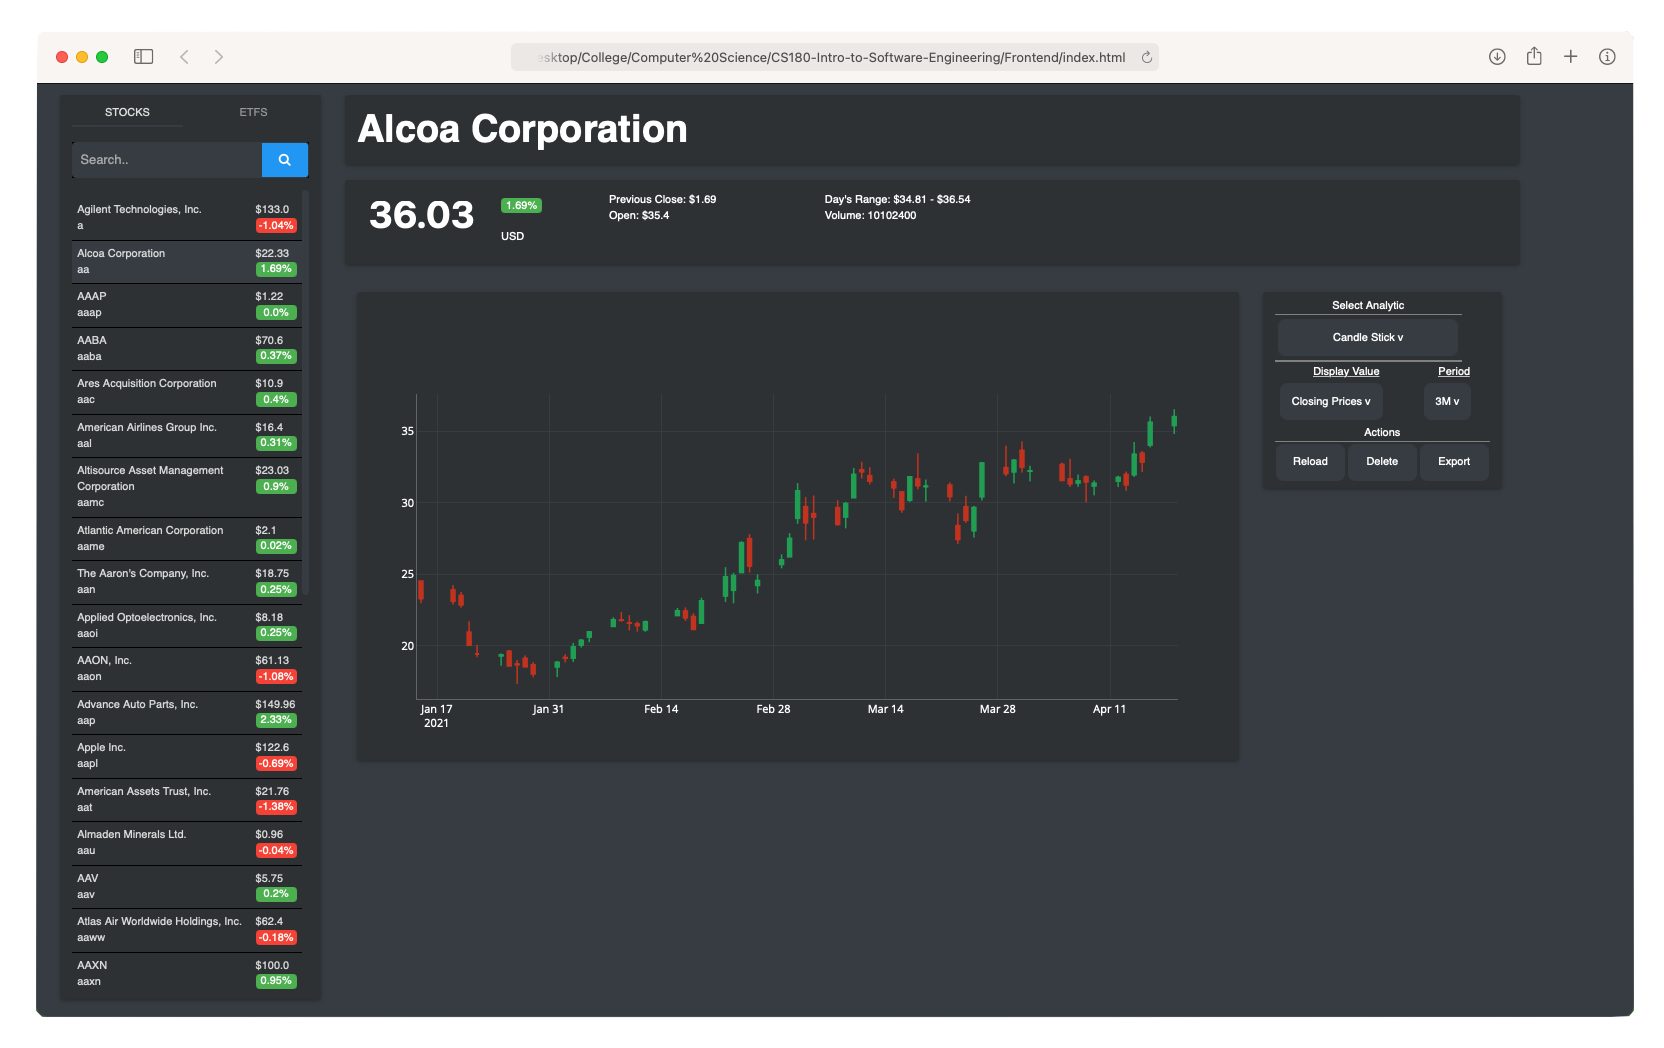 sktop/College/Computer%20Science/CS180-Intro-to-Software-Engineering/Frontend/index.html
STOCKS ETFS
Search..
Agilent Technologies, Inc. $133.0
a -1.04%
Alcoa Corporation $22.33
aa 1.69%
AAAP $1.22
aaap 0.0%
AABA $70.6
aaba 0.37%
Ares Acquisition Corporation $10.9
aac 0.4%
American Airlines Group Inc. $16.4
aal 0.31%
Altisource Asset Management $23.03
Corporation 0.9%
aamc
Atlantic American Corporation $2.1
aame 0.02%
The Aaron's Company, Inc. $18.75
aan 0.25%
Applied Optoelectronics, Inc. $8.18
aaoi 0.25%
AAON, Inc. $61.13
aaon -1.08%
Advance Auto Parts, Inc. $149.96
aap 2.33%
Apple Inc. $122.6
aapl -0.69%
American Assets Trust, Inc. $21.76
aat -1.38%
Almaden Minerals Ltd. $0.96
aau -0.04%
AAV $5.75
aav 0.2%
Atlas Air Worldwide Holdings, Inc. $62.4
aaww -0.18%
AAXN $100.0
aaxn 0.95%
Alcoa Corporation
36.03
1.69%
USD
Previous Close: $1.69
Open: $35.4
Day's Range: $34.81 - $36.54
Volume: 10102400
35
30
25
20
Jan 17 Jan 31 Feb 14 Feb 28 Mar 14 Mar 28 Apr 11
2021
Select Analytic
Candle Stick v
Display Value Period
Closing Prices v 3M v
Actions
Reload Delete Export